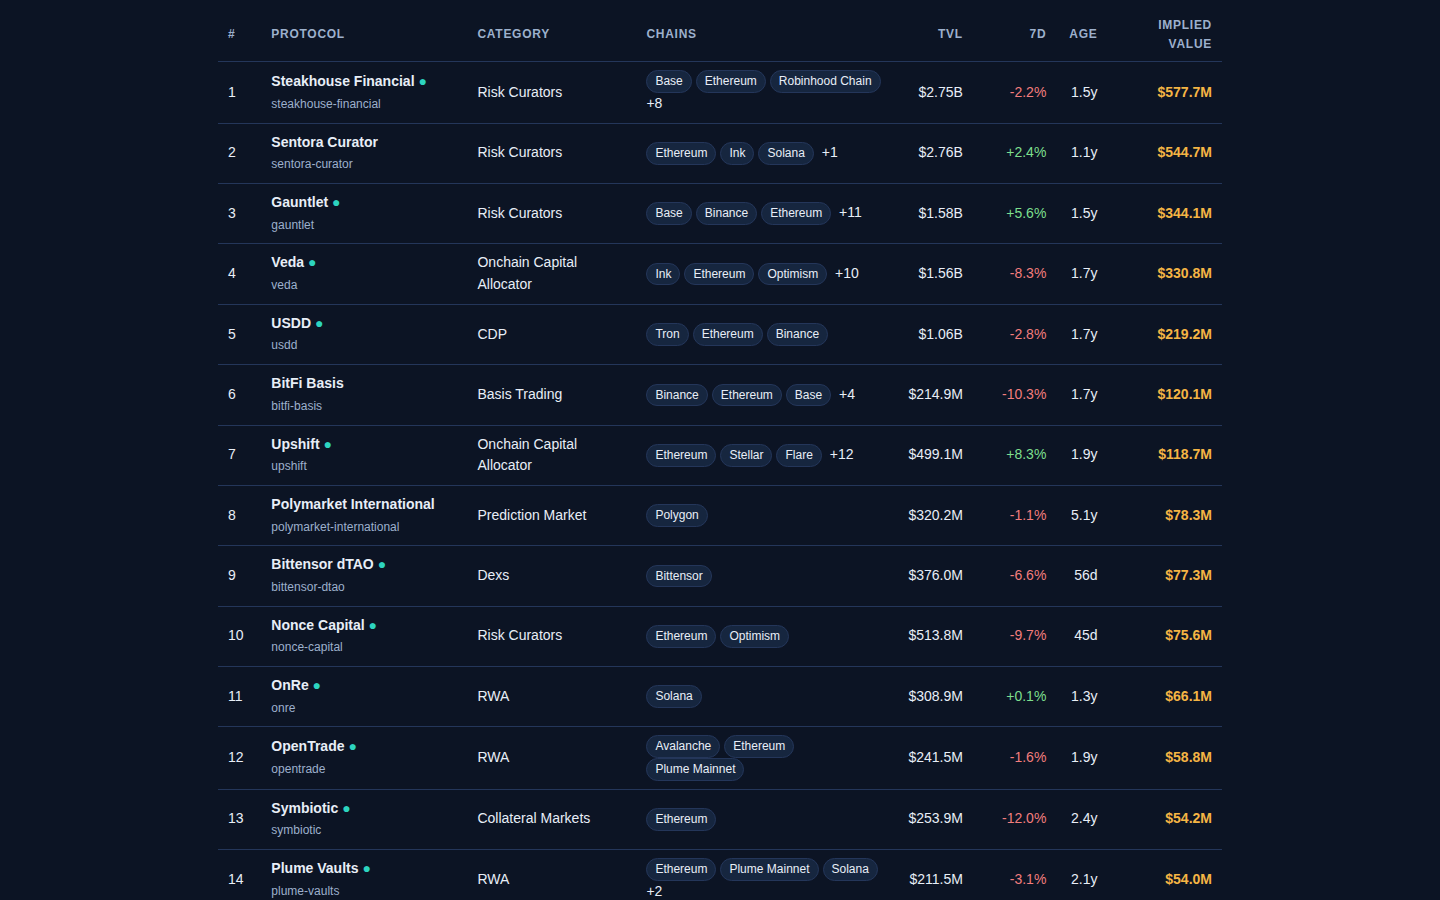 # PROTOCOL CATEGORY CHAINS TVL 7D AGE IMPLIED VALUE
1 Steakhouse Financial ● Risk Curators Base Ethereum Robinhood Chain +8 $2.75B -2.2% 1.5y $577.7M
steakhouse-financial
2 Sentora Curator Risk Curators Ethereum Ink Solana +1 $2.76B +2.4% 1.1y $544.7M
sentora-curator
3 Gauntlet ● Risk Curators Base Binance Ethereum +11 $1.58B +5.6% 1.5y $344.1M
gauntlet
4 Veda ● Onchain Capital Allocator Ink Ethereum Optimism +10 $1.56B -8.3% 1.7y $330.8M
veda
5 USDD ● CDP Tron Ethereum Binance $1.06B -2.8% 1.7y $219.2M
usdd
6 BitFi Basis Basis Trading Binance Ethereum Base +4 $214.9M -10.3% 1.7y $120.1M
bitfi-basis
7 Upshift ● Onchain Capital Allocator Ethereum Stellar Flare +12 $499.1M +8.3% 1.9y $118.7M
upshift
8 Polymarket International Prediction Market Polygon $320.2M -1.1% 5.1y $78.3M
polymarket-international
9 Bittensor dTAO ● Dexs Bittensor $376.0M -6.6% 56d $77.3M
bittensor-dtao
10 Nonce Capital ● Risk Curators Ethereum Optimism $513.8M -9.7% 45d $75.6M
nonce-capital
11 OnRe ● RWA Solana $308.9M +0.1% 1.3y $66.1M
onre
12 OpenTrade ● RWA Avalanche Ethereum Plume Mainnet $241.5M -1.6% 1.9y $58.8M
opentrade
13 Symbiotic ● Collateral Markets Ethereum $253.9M -12.0% 2.4y $54.2M
symbiotic
14 Plume Vaults ● RWA Ethereum Plume Mainnet Solana +2 $211.5M -3.1% 2.1y $54.0M
plume-vaults